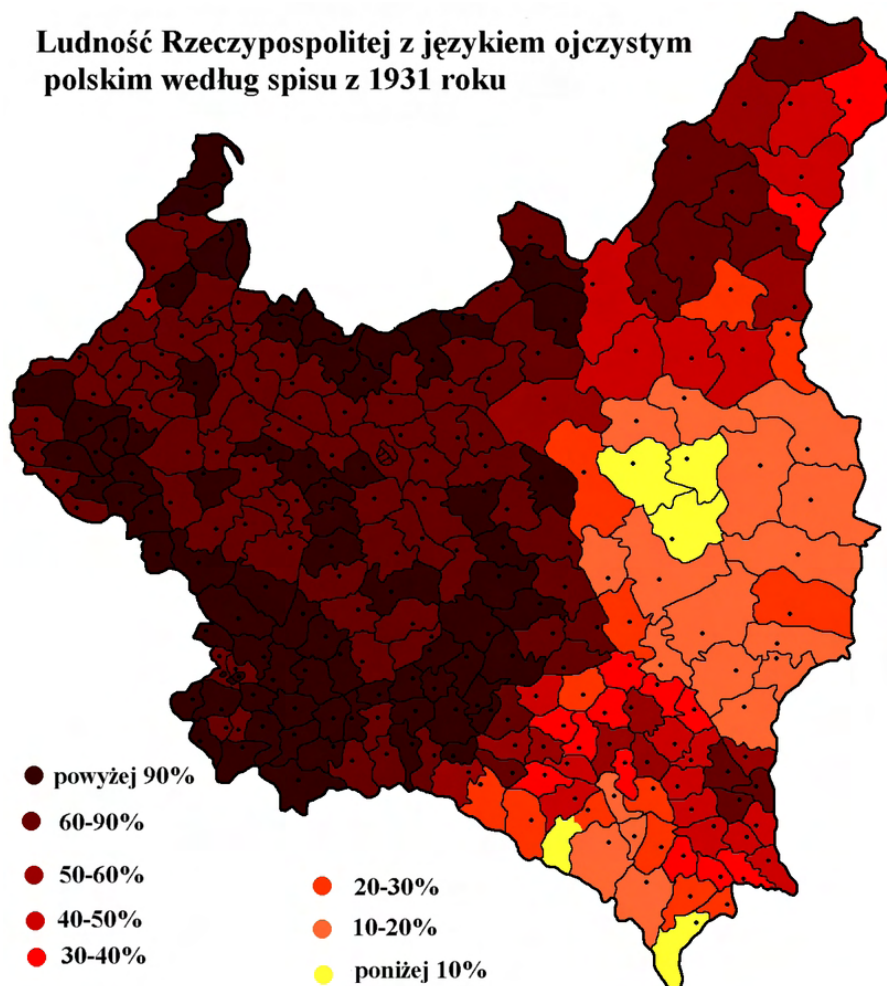 Ludność Rzeczypospolitej z językiem ojczystym
polskim według spisu z 1931 roku
powyżej 90%
60-90%
50-60%
40-50%
30-40%
20-30%
10-20%
poniżej 10%